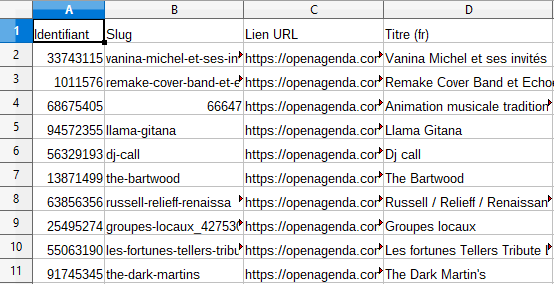 A B C D
1 Identifiant Slug Lien URL Titre (fr)
2 33743115 vanina-michel-et-ses-in https://openagenda.cor Vanina Michel et ses invités
3 1011576 remake-cover-band-et-e https://openagenda.cor Remake Cover Band et Echoe
4 68675405 66647 https://openagenda.cor Animation musicale tradition
5 94572355 llama-gitana https://openagenda.cor Llama Gitana
6 56329193 dj-call https://openagenda.cor Dj call
7 13871499 the-bartwood https://openagenda.cor The Bartwood
8 63856356 russell-relieff-renaissa https://openagenda.cor Russell / Relieff / Renaissan
9 25495274 groupes-locaux_427530 https://openagenda.cor Groupes locaux
10 55063190 les-fortunes-tellers-tribu https://openagenda.cor Les fortunes Tellers Tribute
11 91745345 the-dark-martins https://openagenda.cor The Dark Martin's